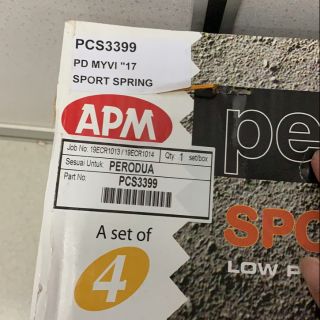 PCS3399
PD MYVI "17
SPORT SPRING
APM
Job No: 19ECR1013 / 19ECR1014
Qty. 1 set/box
Sesuai Untuk: PERODUA
Part No: PCS3399
A set of
4
pe
SPO
LOW P